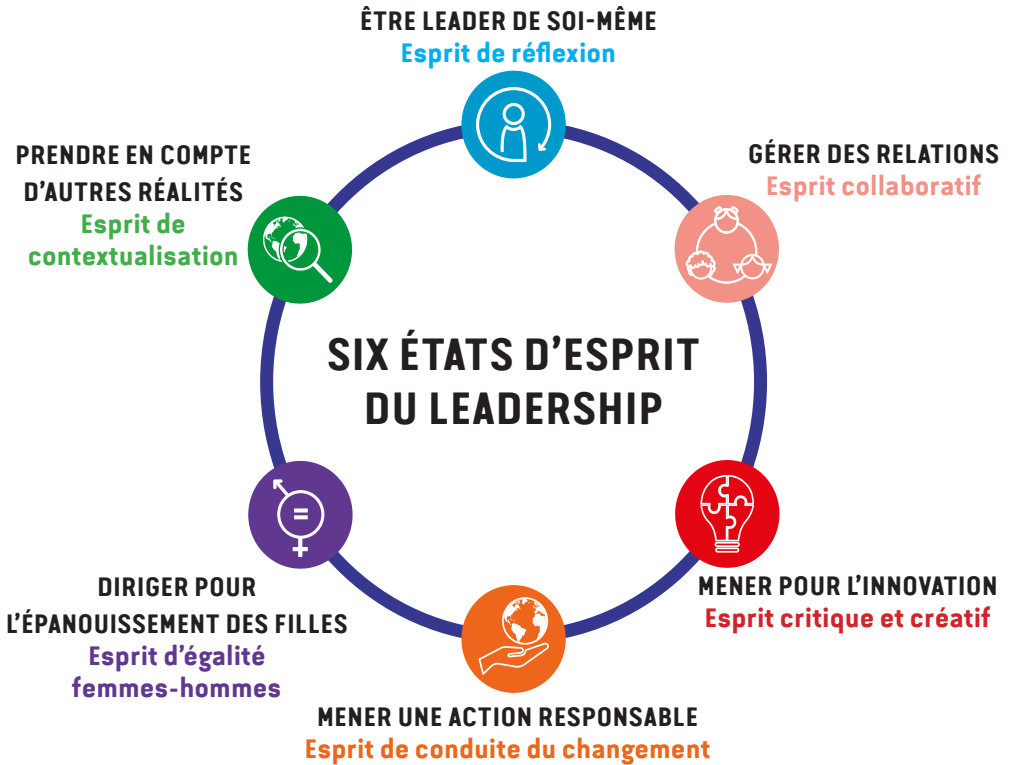 ÊTRE LEADER DE SOI-MÊME
Esprit de réflexion
GÉRER DES RELATIONS
Esprit collaboratif
MENER POUR L'INNOVATION
Esprit critique et créatif
MENER UNE ACTION RESPONSABLE
Esprit de conduite du changement
DIRIGER POUR
L'ÉPANOUISSEMENT DES FILLES
Esprit d'égalité
femmes-hommes
PRENDRE EN COMPTE
D'AUTRES RÉALITÉS
Esprit de
contextualisation
SIX ÉTATS D'ESPRIT
DU LEADERSHIP